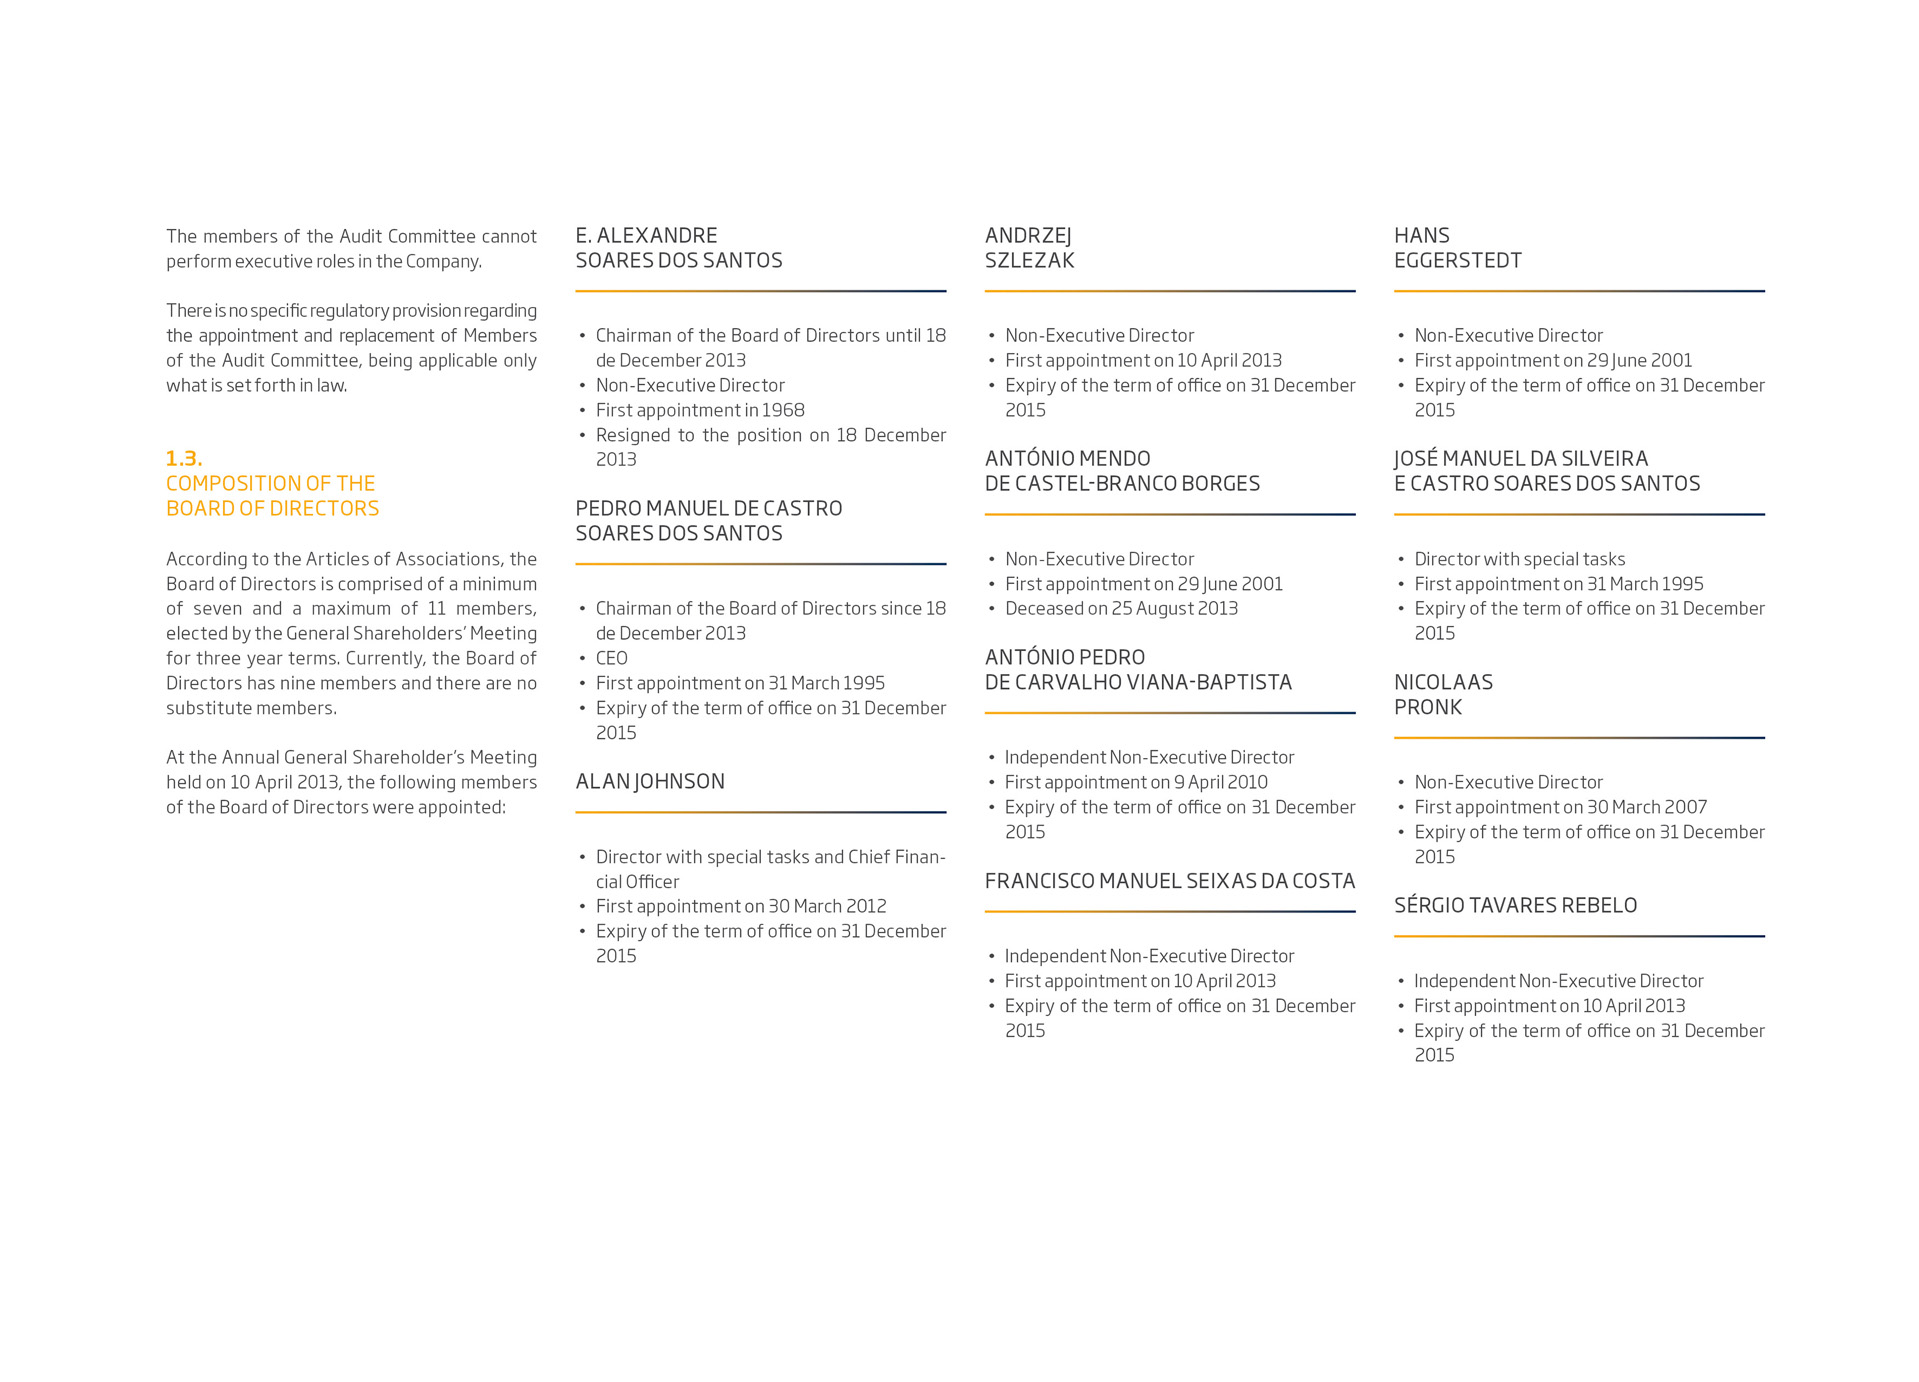 The members of the Audit Committee cannot
perform executive roles in the Company.
There is no specific regulatory provision regarding
the appointment and replacement of Members
of the Audit Committee, being applicable only
what is set forth in law.
1.3.
COMPOSITION OF THE
BOARD OF DIRECTORS
According to the Articles of Associations, the
Board of Directors is comprised of a minimum
of seven and a maximum of 11 members,
elected by the General Shareholders' Meeting
for three year terms. Currently, the Board of
Directors has nine members and there are no
substitute members.
At the Annual General Shareholder's Meeting
held on 10 April 2013, the following members
of the Board of Directors were appointed:
E. ALEXANDRE
SOARES DOS SANTOS
• Chairman of the Board of Directors until 18
de December 2013
• Non-Executive Director
• First appointment in 1968
• Resigned to the position on 18 December
2013
PEDRO MANUEL DE CASTRO
SOARES DOS SANTOS
• Chairman of the Board of Directors since 18
de December 2013
• CEO
• First appointment on 31 March 1995
• Expiry of the term of office on 31 December
2015
ALAN JOHNSON
• Director with special tasks and Chief Finan-
cial Officer
• First appointment on 30 March 2012
• Expiry of the term of office on 31 December
2015
ANDRZEJ
SZLEZAK
• Non-Executive Director
• First appointment on 10 April 2013
• Expiry of the term of office on 31 December
2015
ANTÓNIO MENDO
DE CASTEL-BRANCO BORGES
• Non-Executive Director
• First appointment on 29 June 2001
• Deceased on 25 August 2013
ANTÓNIO PEDRO
DE CARVALHO VIANA-BAPTISTA
• Independent Non-Executive Director
• First appointment on 9 April 2010
• Expiry of the term of office on 31 December
2015
FRANCISCO MANUEL SEIXAS DA COSTA
• Independent Non-Executive Director
• First appointment on 10 April 2013
• Expiry of the term of office on 31 December
2015
HANS
EGGERSTEDT
• Non-Executive Director
• First appointment on 29 June 2001
• Expiry of the term of office on 31 December
2015
JOSÉ MANUEL DA SILVEIRA
E CASTRO SOARES DOS SANTOS
• Director with special tasks
• First appointment on 31 March 1995
• Expiry of the term of office on 31 December
2015
NICOLAAS
PRONK
• Non-Executive Director
• First appointment on 30 March 2007
• Expiry of the term of office on 31 December
2015
SÉRGIO TAVARES REBELO
• Independent Non-Executive Director
• First appointment on 10 April 2013
• Expiry of the term of office on 31 December
2015